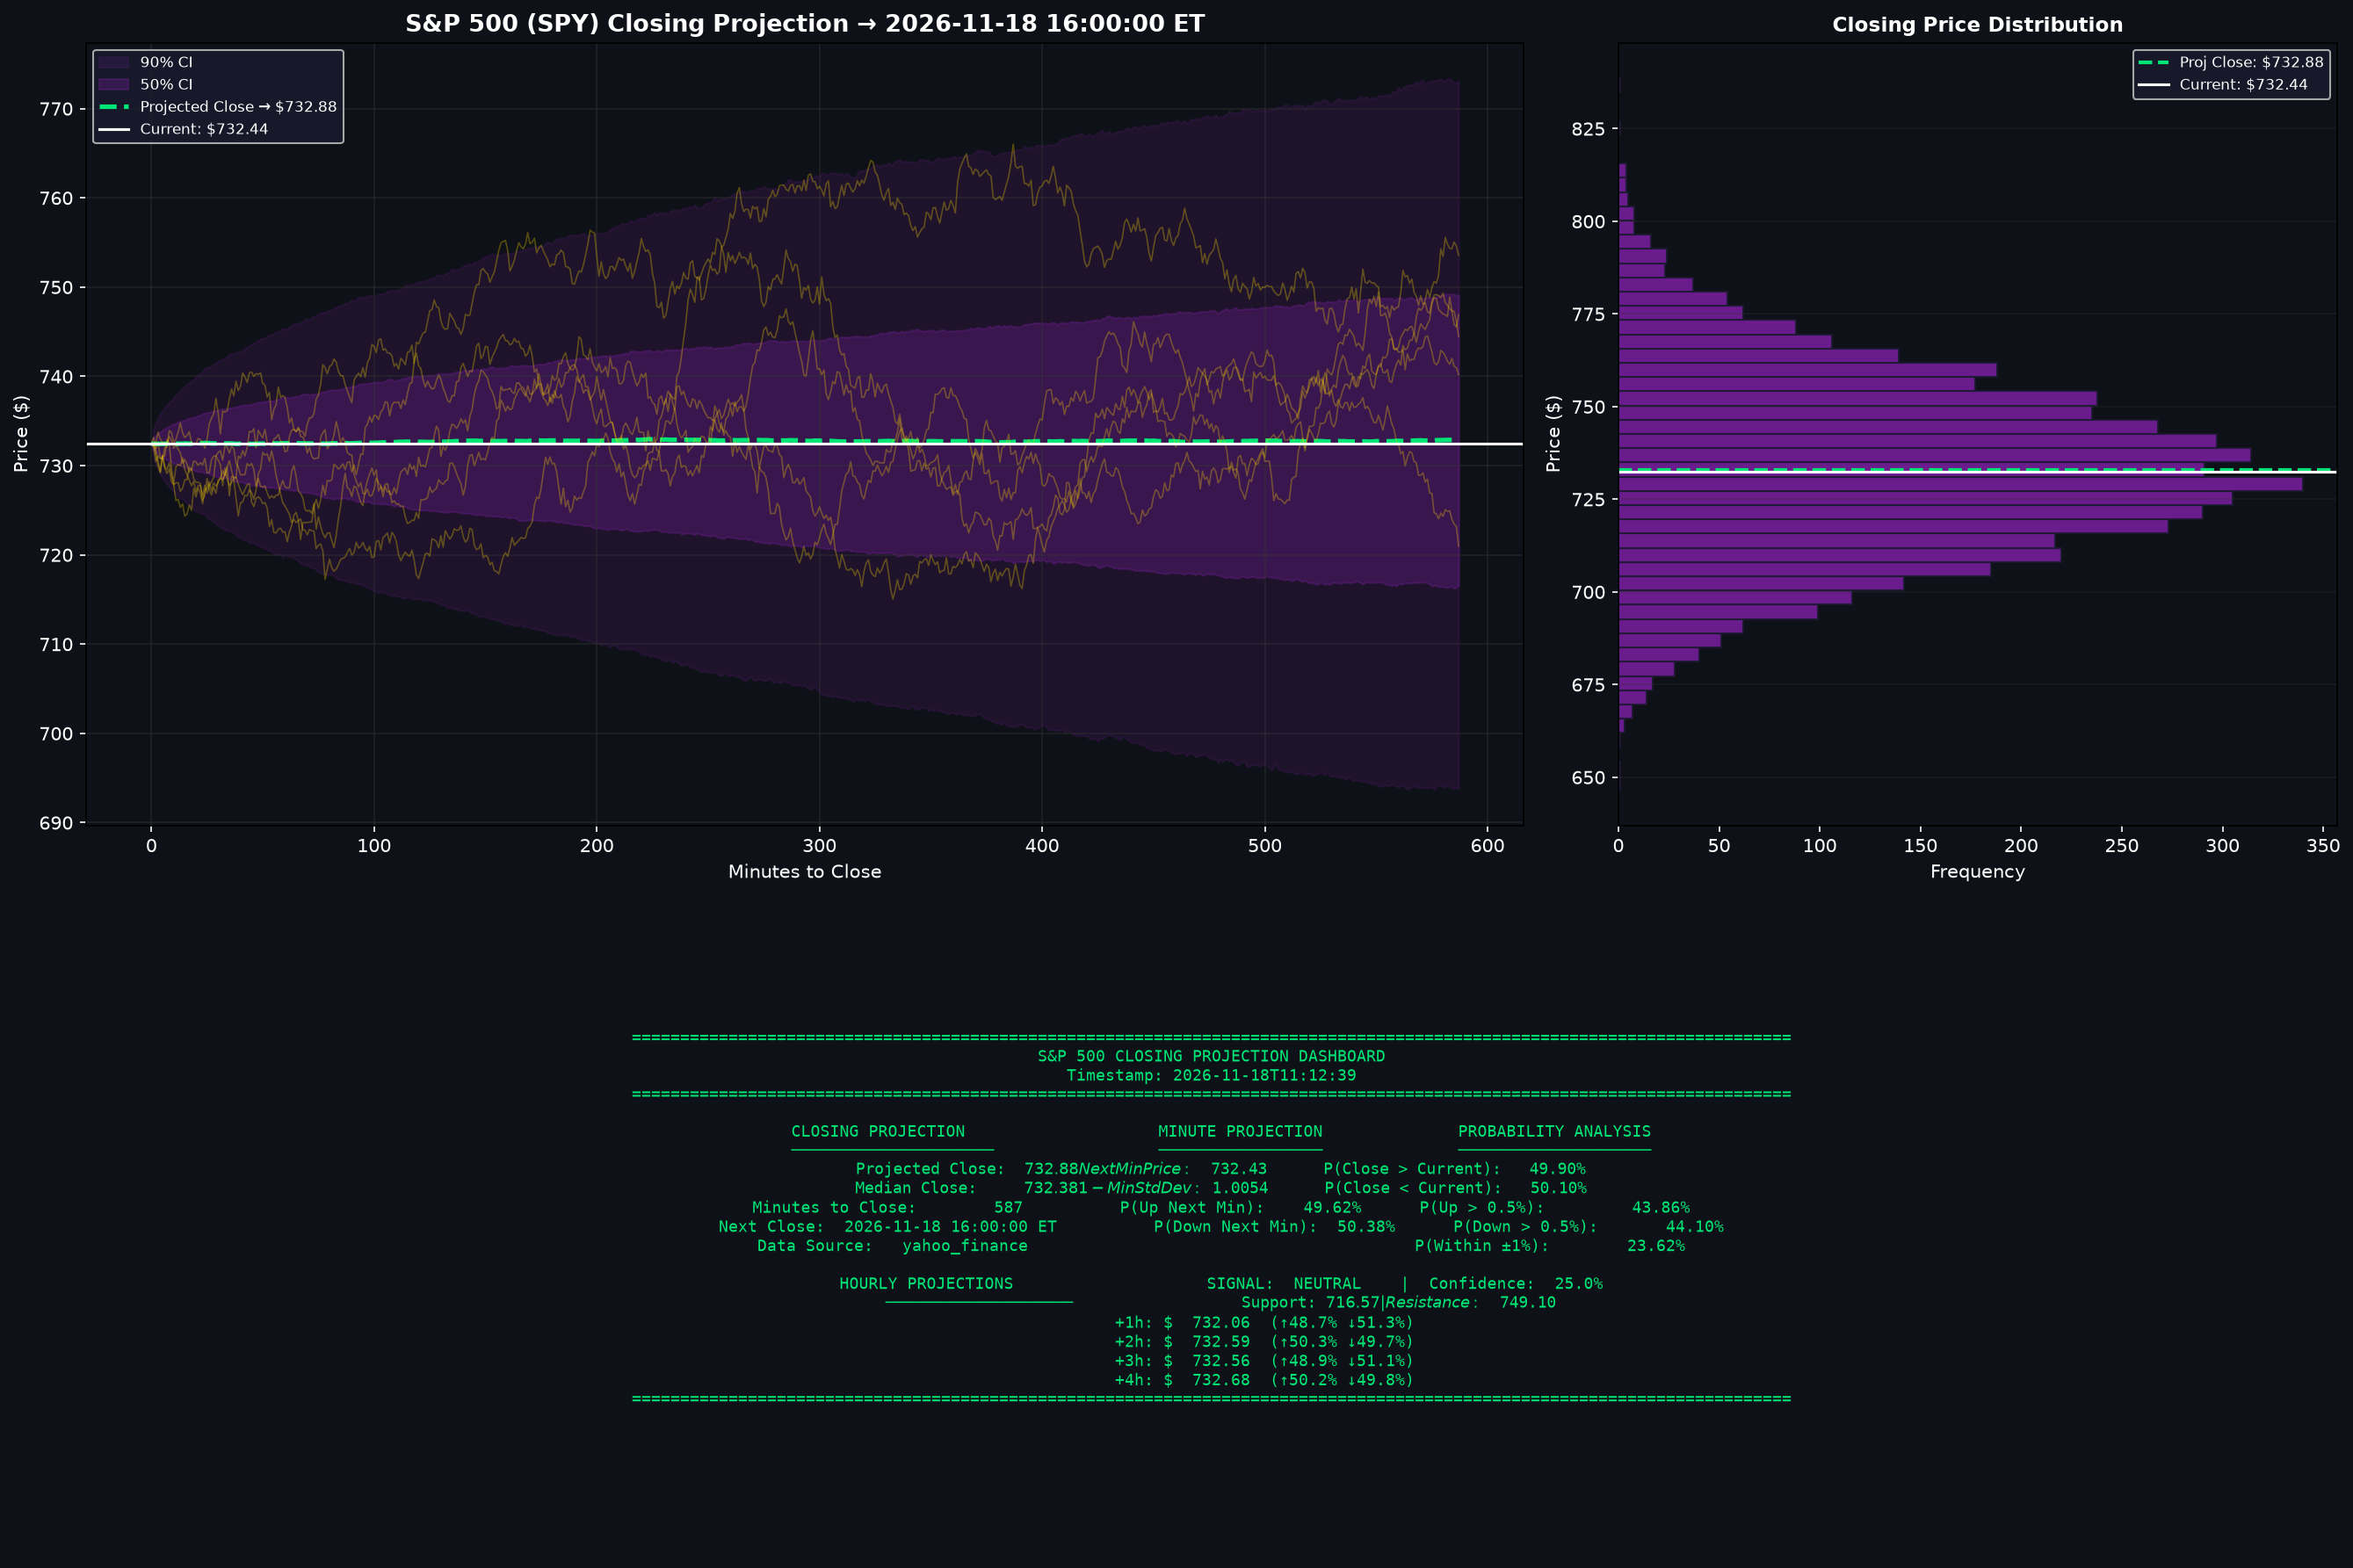 S&P 500 (SPY) Closing Projection → 2026-11-18 16:00:00 ET
90% CI
50% CI
Projected Close → $732.88
Current: $732.44
Price ($)
770
760
750
740
730
720
710
700
690
0 100 200 300 400 500 600
Minutes to Close
Closing Price Distribution
Proj Close: $732.88
Current: $732.44
Price ($)
825
800
775
750
725
700
675
650
0 50 100 150 200 250 300 350
Frequency
========================================================================================================================
S&P 500 CLOSING PROJECTION DASHBOARD
Timestamp: 2026-11-18T11:12:39
========================================================================================================================
CLOSING PROJECTION MINUTE PROJECTION PROBABILITY ANALYSIS
Projected Close: 732.88NextMinPrice: 732.43 P(Close > Current): 49.90%
Median Close: 732.381−MinStdDev: 1.0054 P(Close < Current): 50.10%
Minutes to Close: 587 P(Up Next Min): 49.62% P(Up > 0.5%): 43.86%
Next Close: 2026-11-18 16:00:00 ET P(Down Next Min): 50.38% P(Down > 0.5%): 44.10%
Data Source: yahoo_finance P(Within ±1%): 23.62%
HOURLY PROJECTIONS SIGNAL: NEUTRAL | Confidence: 25.0%
Support: 716.57|Resistance: 749.10
+1h: $ 732.06 (↑48.7% ↓51.3%)
+2h: $ 732.59 (↑50.3% ↓49.7%)
+3h: $ 732.56 (↑48.9% ↓51.1%)
+4h: $ 732.68 (↑50.2% ↓49.8%)
========================================================================================================================